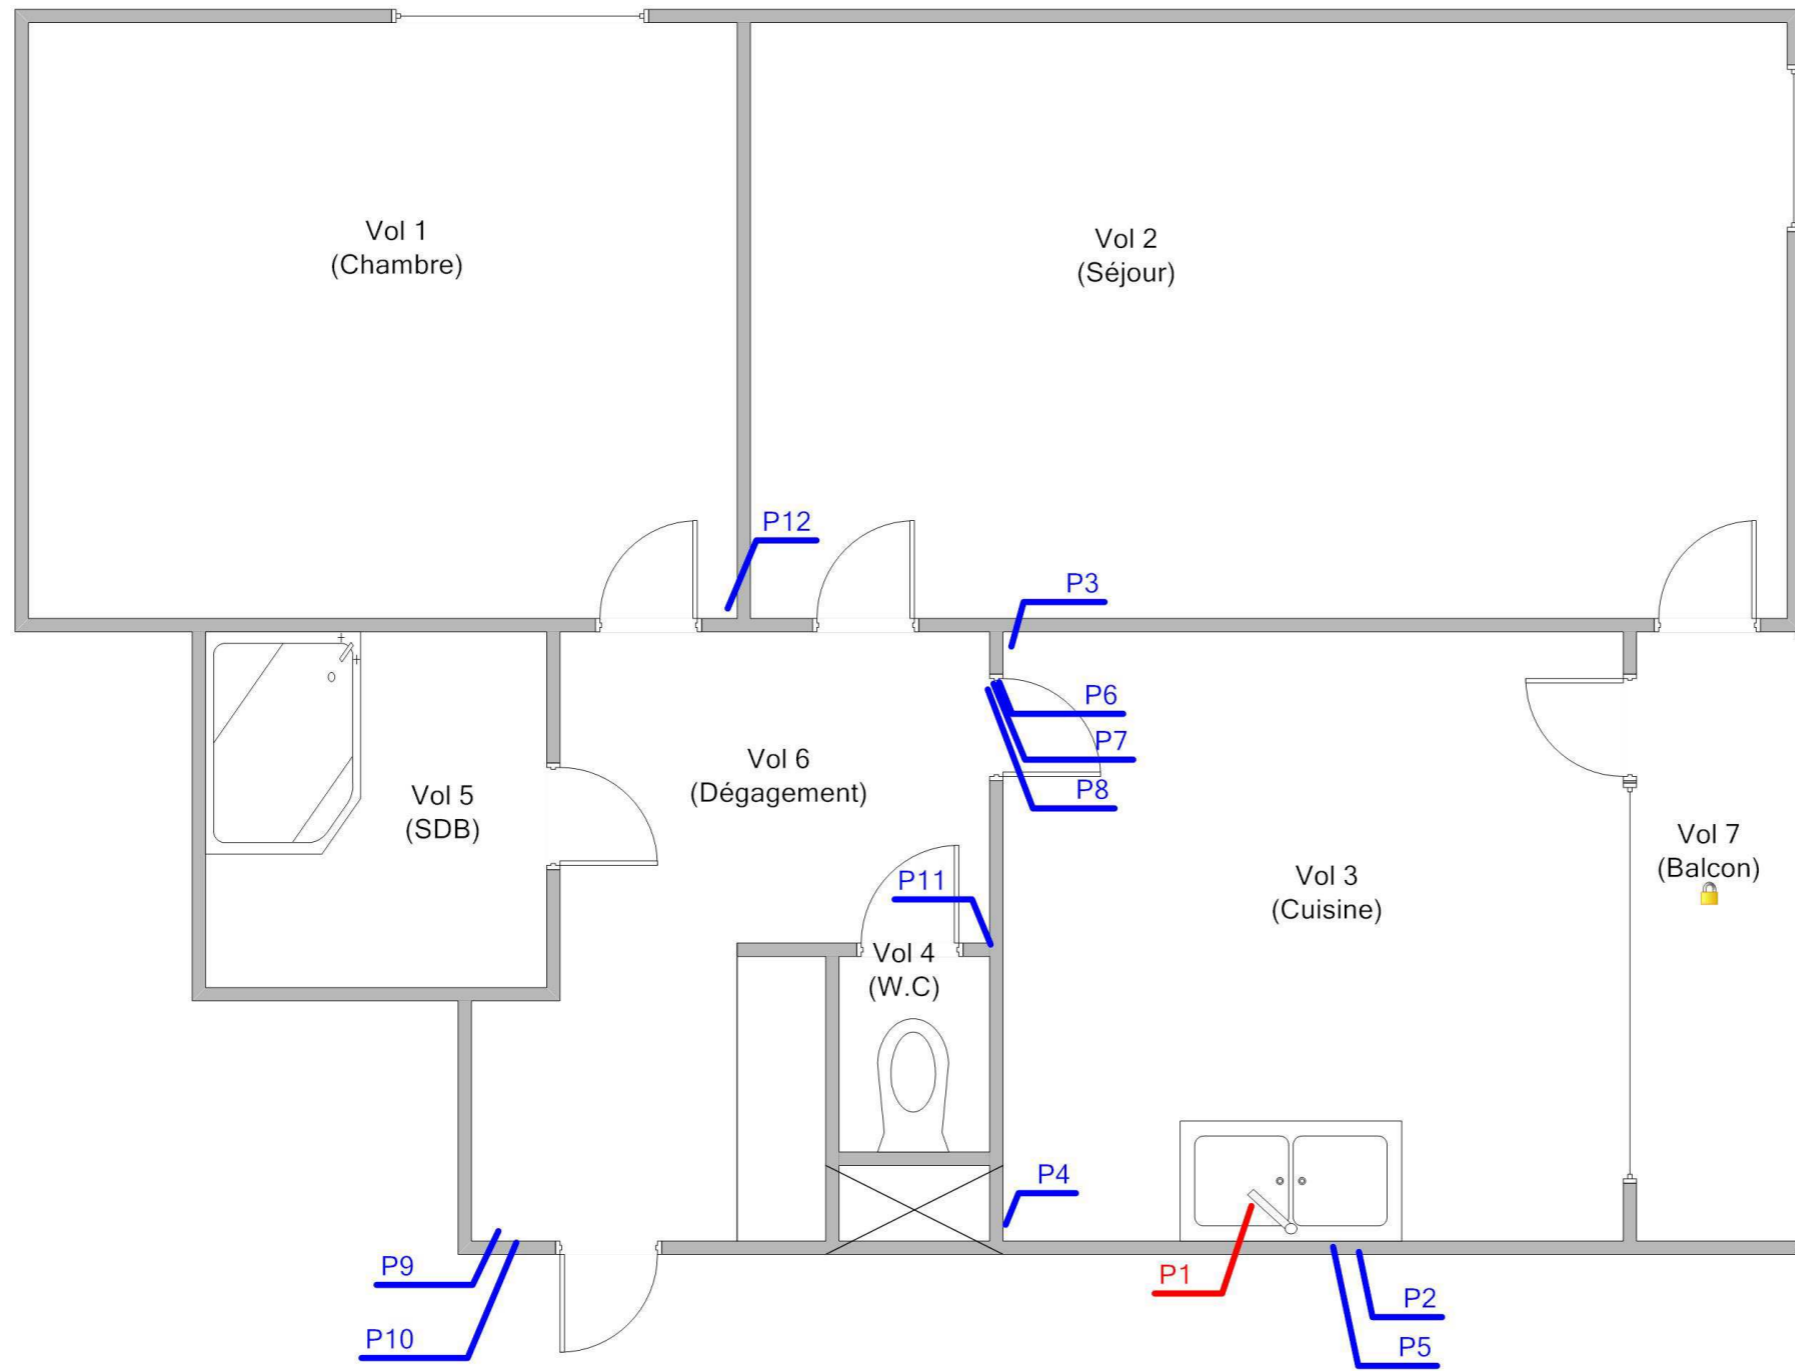 Vol 1
(Chambre)
Vol 2
(Séjour)
P12
P3
P6
P7
P8
Vol 6
(Dégagement)
Vol 5
(SDB)
P11
Vol 3
(Cuisine)
Vol 7
(Balcon)
Vol 4
(W.C)
P4
P9
P1
P2
P10
P5